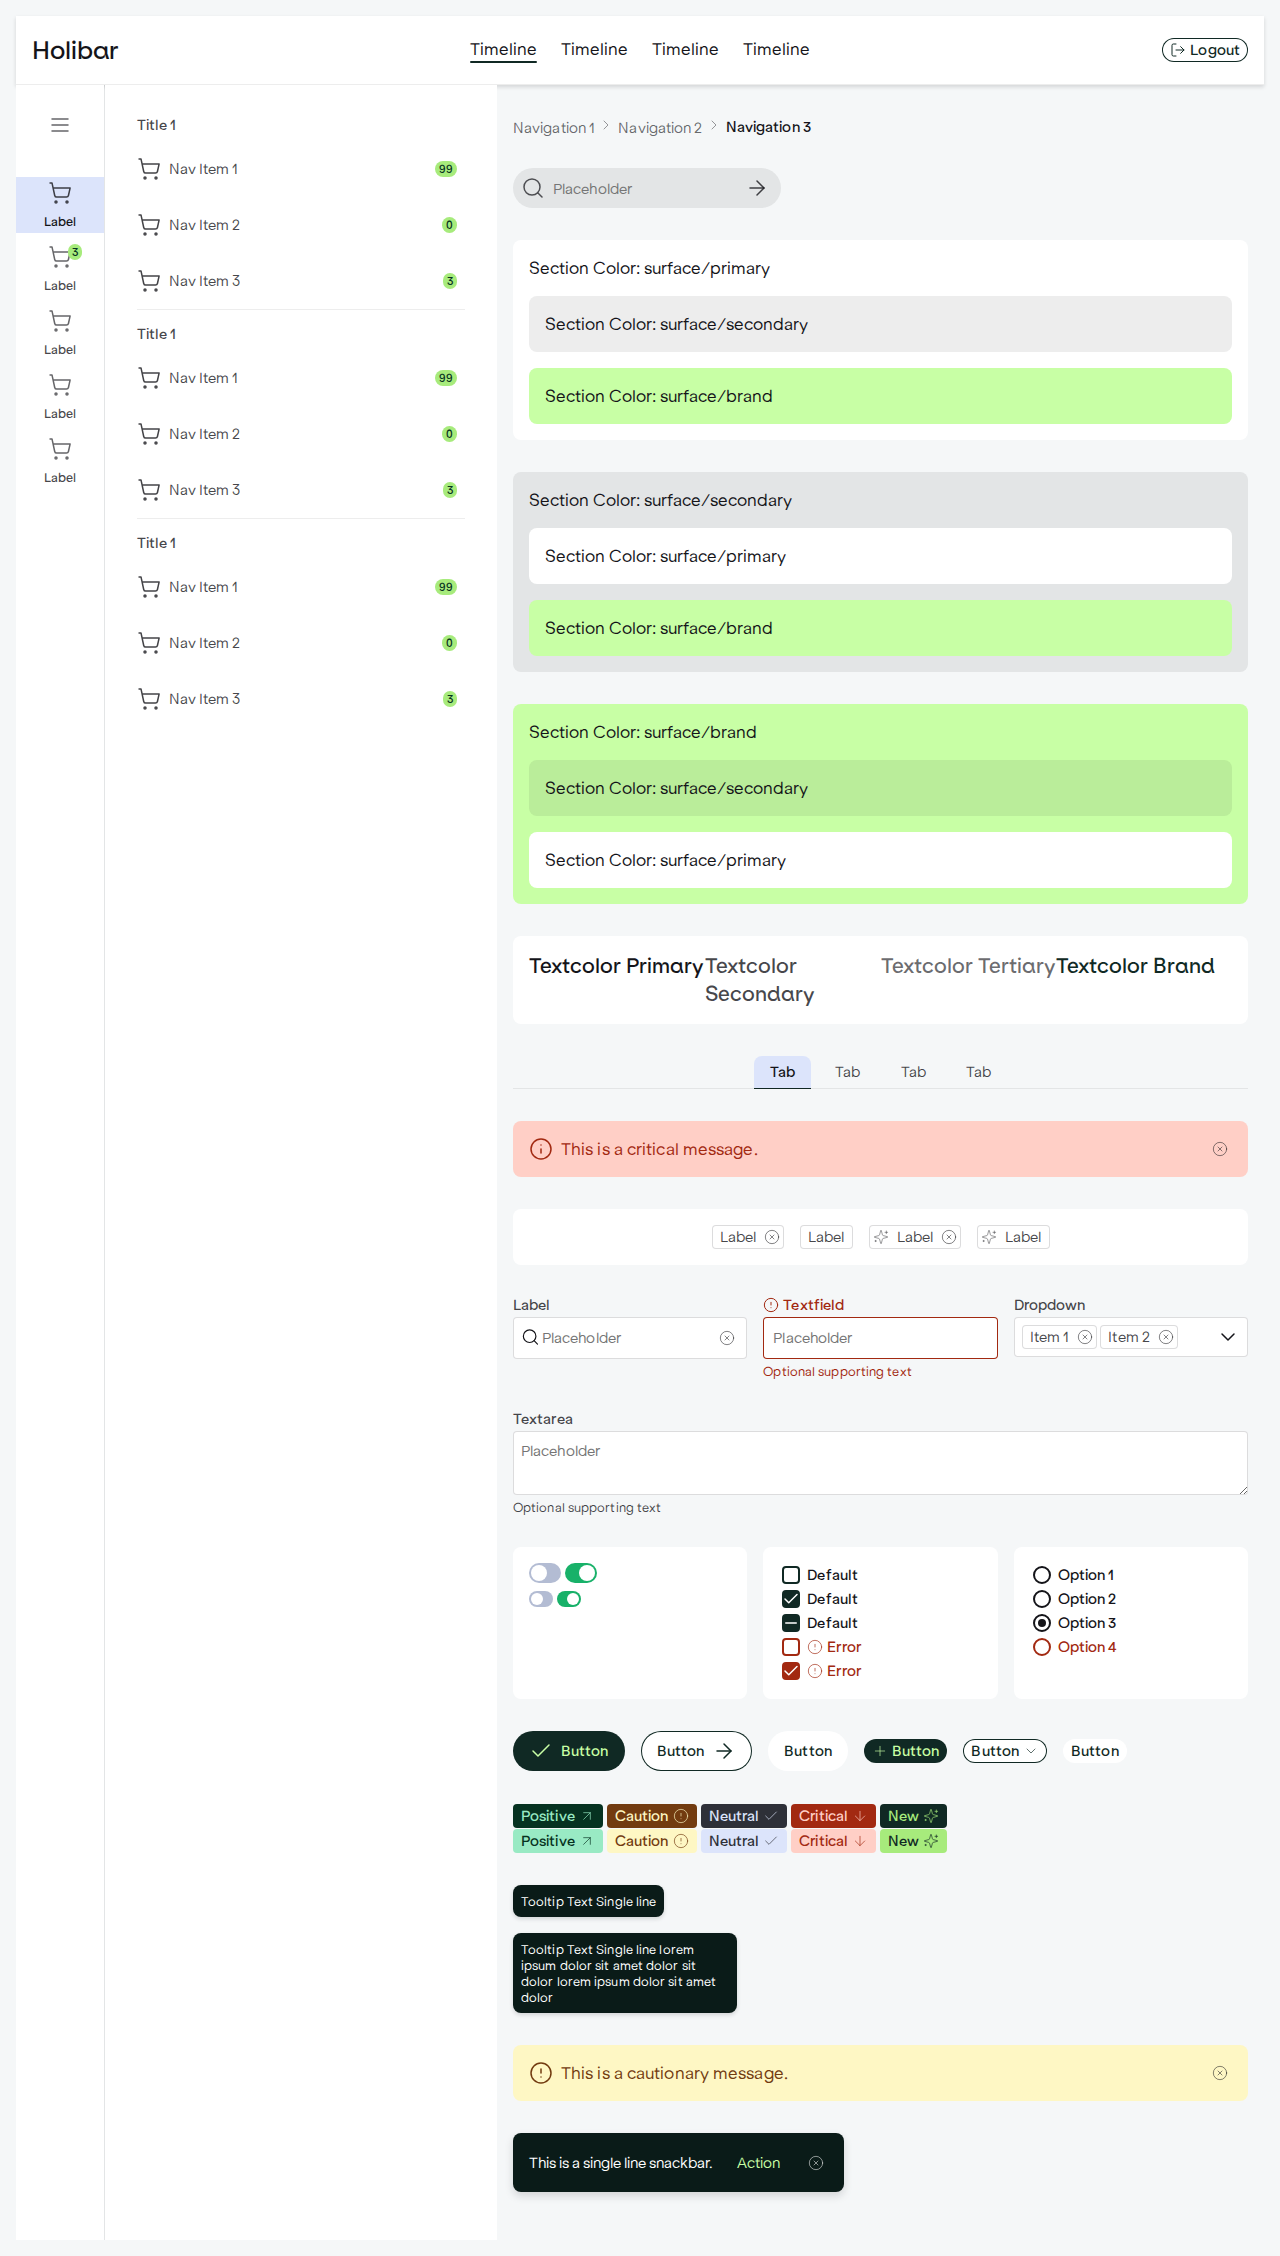 Holibar
Timeline Timeline Timeline Timeline
Logout
Label
3
Label
Label
Label
Label
Title 1
Nav Item 1 99
Nav Item 2 0
Nav Item 3 3
Title 1
Nav Item 1 99
Nav Item 2 0
Nav Item 3 3
Title 1
Nav Item 1 99
Nav Item 2 0
Nav Item 3 3
Navigation 1 Navigation 2 Navigation 3
Placeholder
Section Color: surface/primary
Section Color: surface/secondary
Section Color: surface/brand
Section Color: surface/secondary
Section Color: surface/primary
Section Color: surface/brand
Section Color: surface/brand
Section Color: surface/secondary
Section Color: surface/primary
Textcolor Primary
Textcolor
Secondary
Textcolor Tertiary
Textcolor Brand
Tab Tab Tab Tab
This is a critical message.
Label Label Label Label
Label
Placeholder
Textfield
Placeholder
Optional supporting text
Dropdown
Item 1 Item 2
Textarea
Placeholder
Optional supporting text
Default
Default
Default
Error
Error
Option 1
Option 2
Option 3
Option 4
Button Button Button Button Button Button
Positive Caution Neutral Critical New
Positive Caution Neutral Critical New
Tooltip Text Single line
Tooltip Text Single line lorem
ipsum dolor sit amet dolor sit
dolor lorem ipsum dolor sit amet
dolor
This is a cautionary message.
This is a single line snackbar. Action